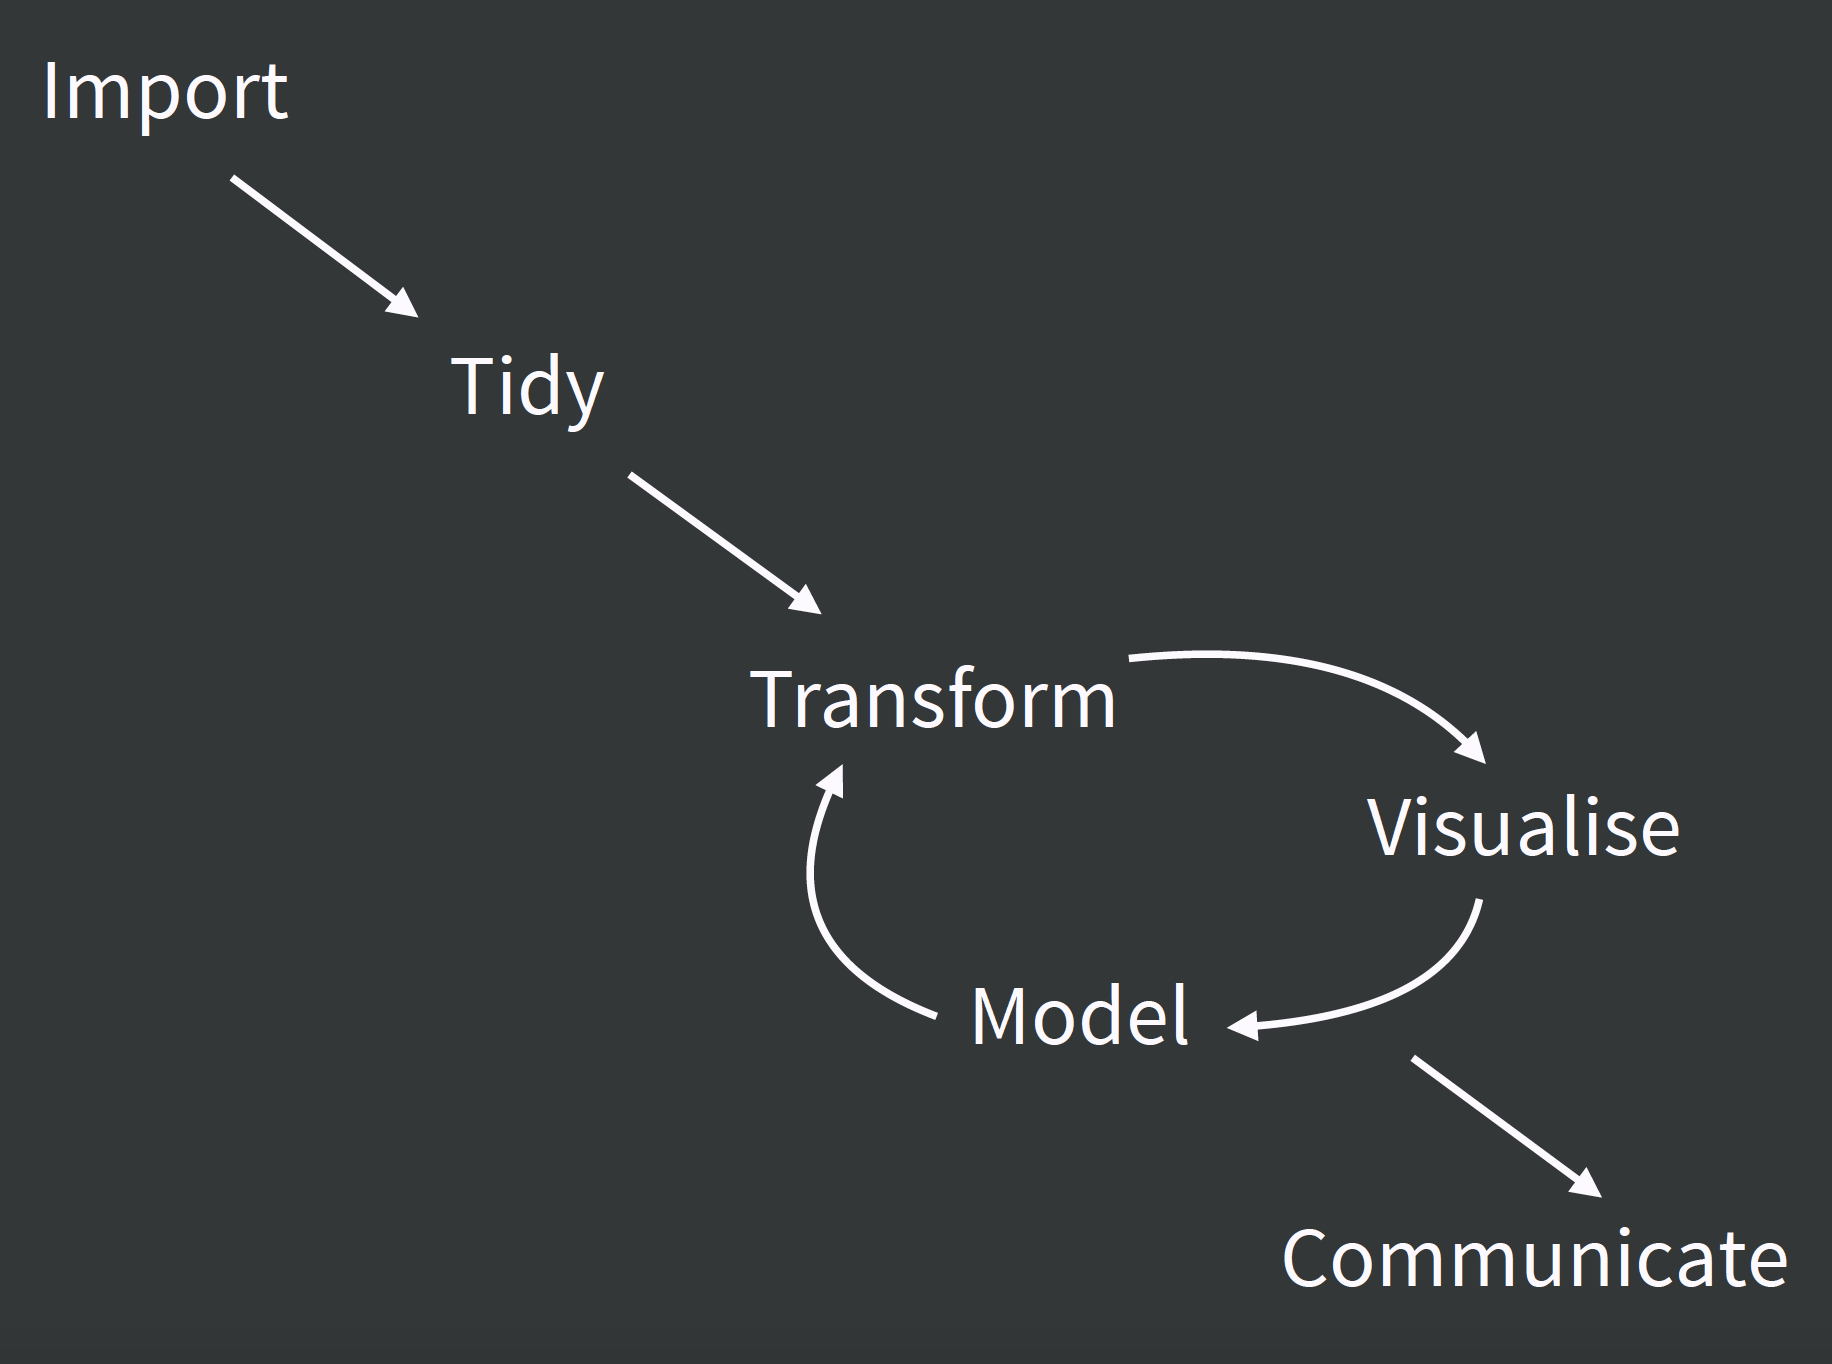 Import
Tidy
Transform
Visualise
Model
Communicate